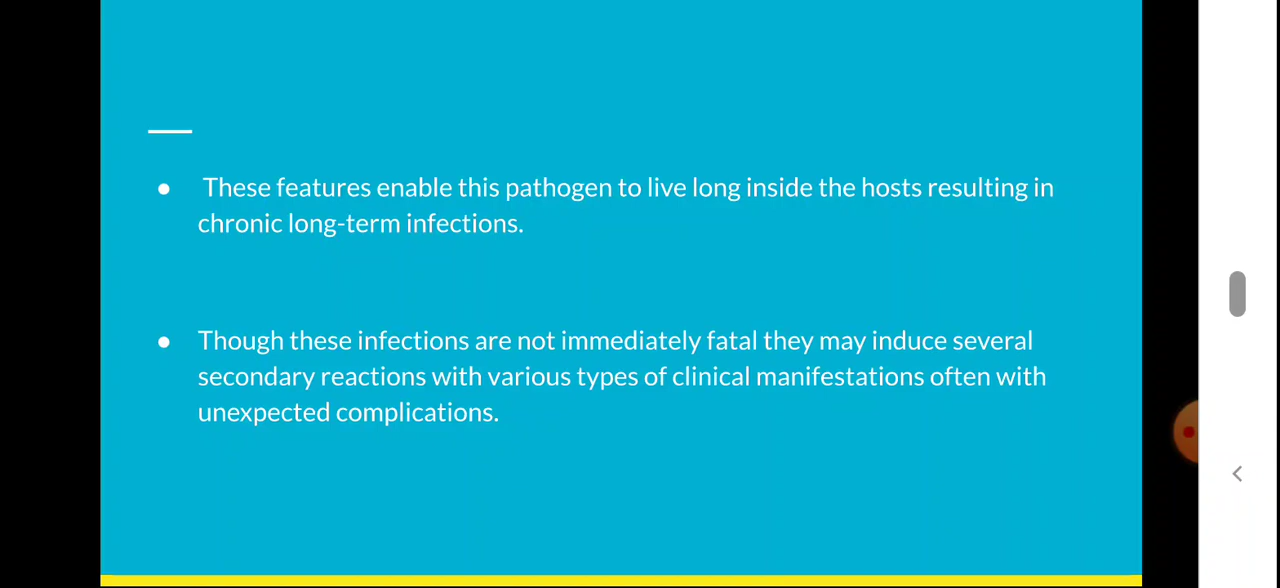 ● These features enable this pathogen to live long inside the hosts resulting in
chronic long-term infections.
● Though these infections are not immediately fatal they may induce several
secondary reactions with various types of clinical manifestations often with
unexpected complications.